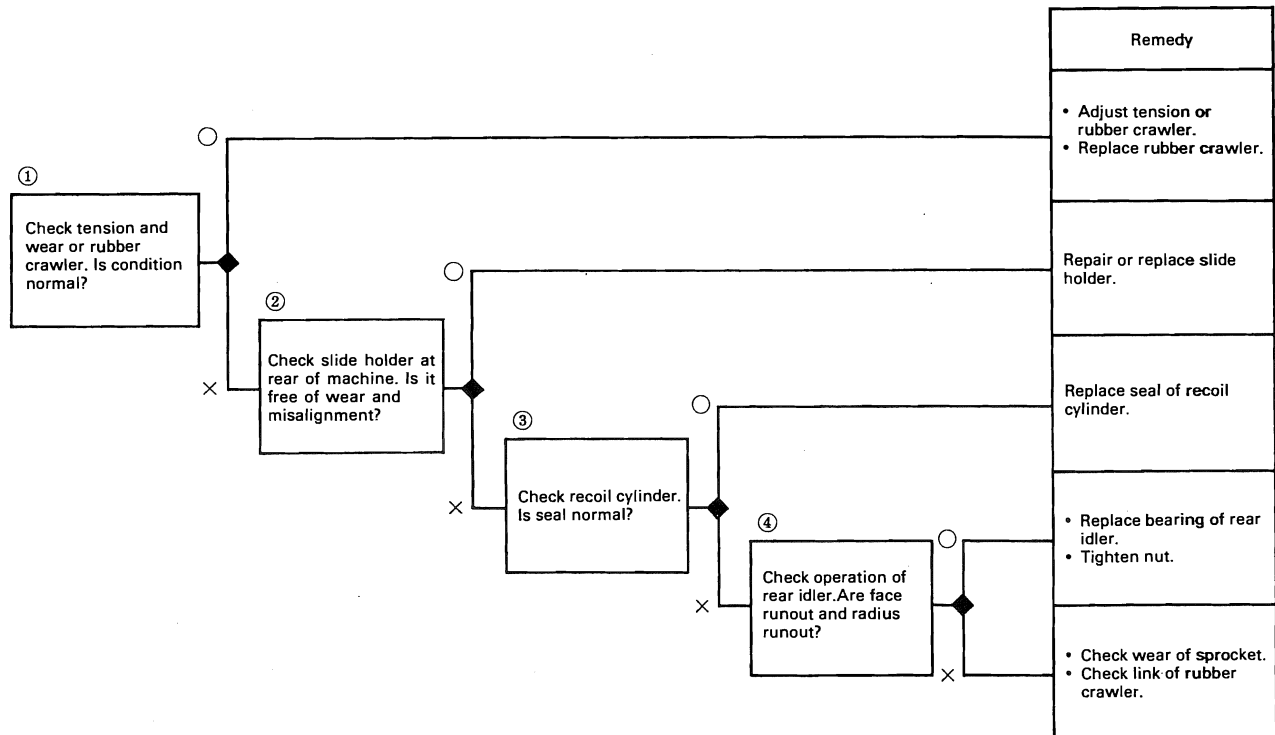 Remedy
• Adjust tension or
rubber crawler.
• Replace rubber crawler.
①
Check tension and
wear or rubber
crawler. Is condition
normal?
○
×
Repair or replace slide
holder.
②
Check slide holder at
rear of machine. Is it
free of wear and
misalignment?
○
×
Replace seal of recoil
cylinder.
③
Check recoil cylinder.
Is seal normal?
○
×
• Replace bearing of rear
idler.
• Tighten nut.
④
Check operation of
rear idler.Are face
runout and radius
runout?
○
×
• Check wear of sprocket.
• Check link of rubber
crawler.